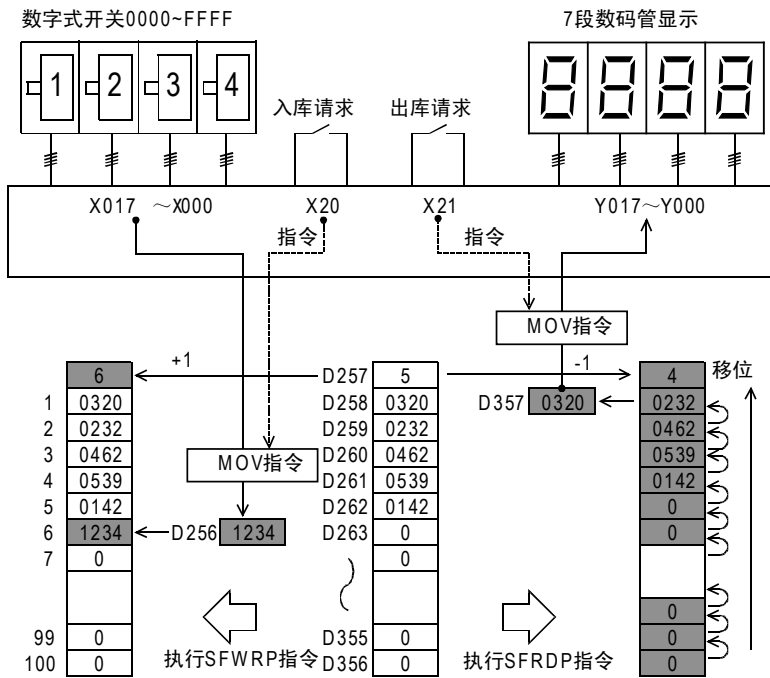 数字式开关0000~FFFF
7段数码管显示
1 2 3 4
入库请求
出库请求
8 8 8 8
X017 ~X000
X20
X21
Y017~Y000
指令
指令
MOV指令
+1
-1
移位
6
D257 5
4
1 0320
D258 0320
D357 0320
0232
2 0232
D259 0232
0462
3 0462
MOV指令
D260 0462
0539
4 0539
D261 0539
0142
5 0142
D262 0142
0
6 1234
D256 1234
D263 0
0
7 0
0
0
99 0
D355 0
0
100 0
D356 0
0
执行SFWRP指令
执行SFRDP指令